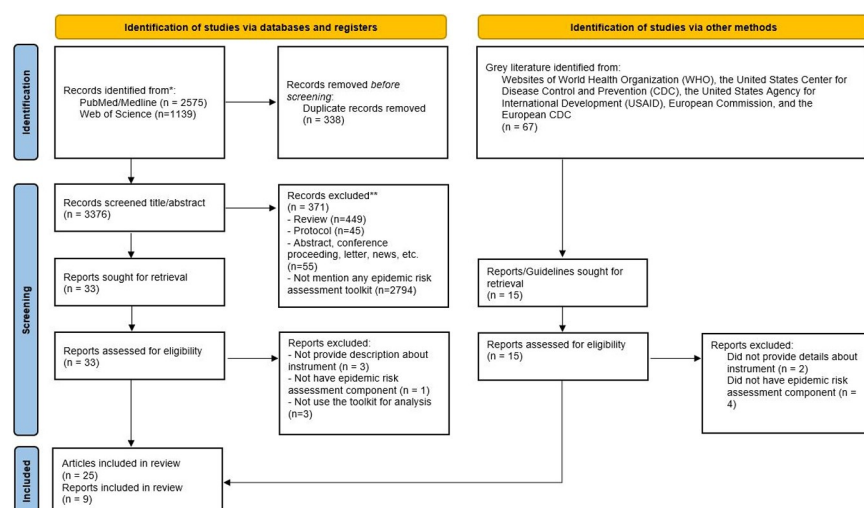 Identification of studies via databases and registers
Identification of studies via other methods
Identification
Records identified from*:
PubMed/Medline (n = 2575)
Web of Science (n=1139)
Records removed before
screening:
Duplicate records removed
(n = 338)
Grey literature identified from:
Websites of World Health Organization (WHO), the United States Center for
Disease Control and Prevention (CDC), the United States Agency for
International Development (USAID), European Commission, and the
European CDC
(n = 67)
Screening
Records screened title/abstract
(n = 3376)
Records excluded**
(n = 371)
- Review (n=449)
- Protocol (n=45)
- Abstract, conference
proceeding, letter, news, etc.
(n=55)
- Not mention any epidemic risk
assessment toolkit (n=2794)
Reports sought for retrieval
(n = 33)
Reports/Guidelines sought for
retrieval
(n = 15)
Reports assessed for eligibility
(n = 33)
Reports excluded:
- Not provide description about
instrument (n = 3)
- Not have epidemic risk
assessment component (n = 1)
- Not use the toolkit for analysis
(n=3)
Reports assessed for eligibility
(n = 15)
Reports excluded:
Did not provide details about
instrument (n = 2)
Did not have epidemic risk
assessment component (n =
4)
Included
Articles included in review
(n = 25)
Reports included in review
(n = 9)